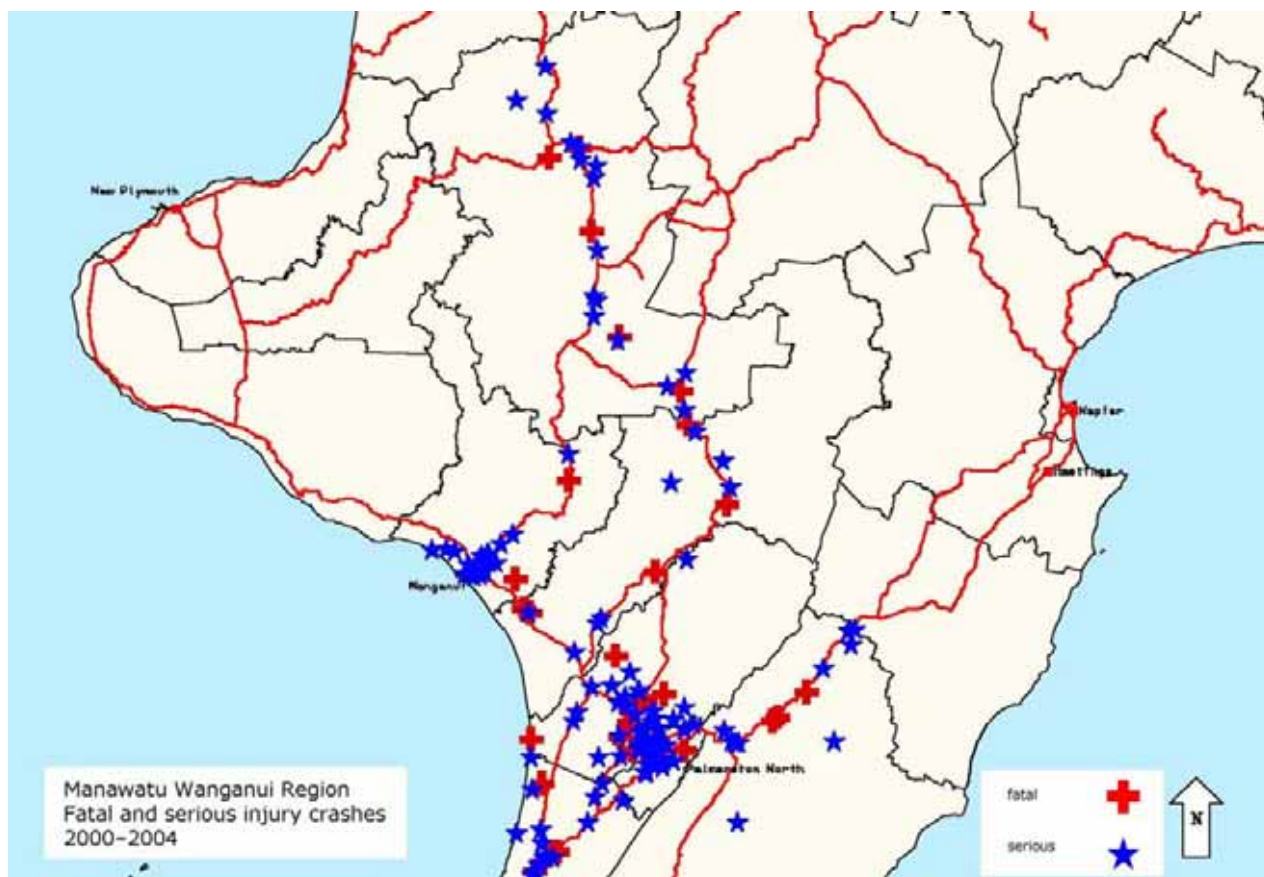 New Plymouth
Napier
Hastings
Wanganui
Palmerston North
Manawatu Wanganui Region
Fatal and serious injury crashes
2000–2004
fatal
serious
N